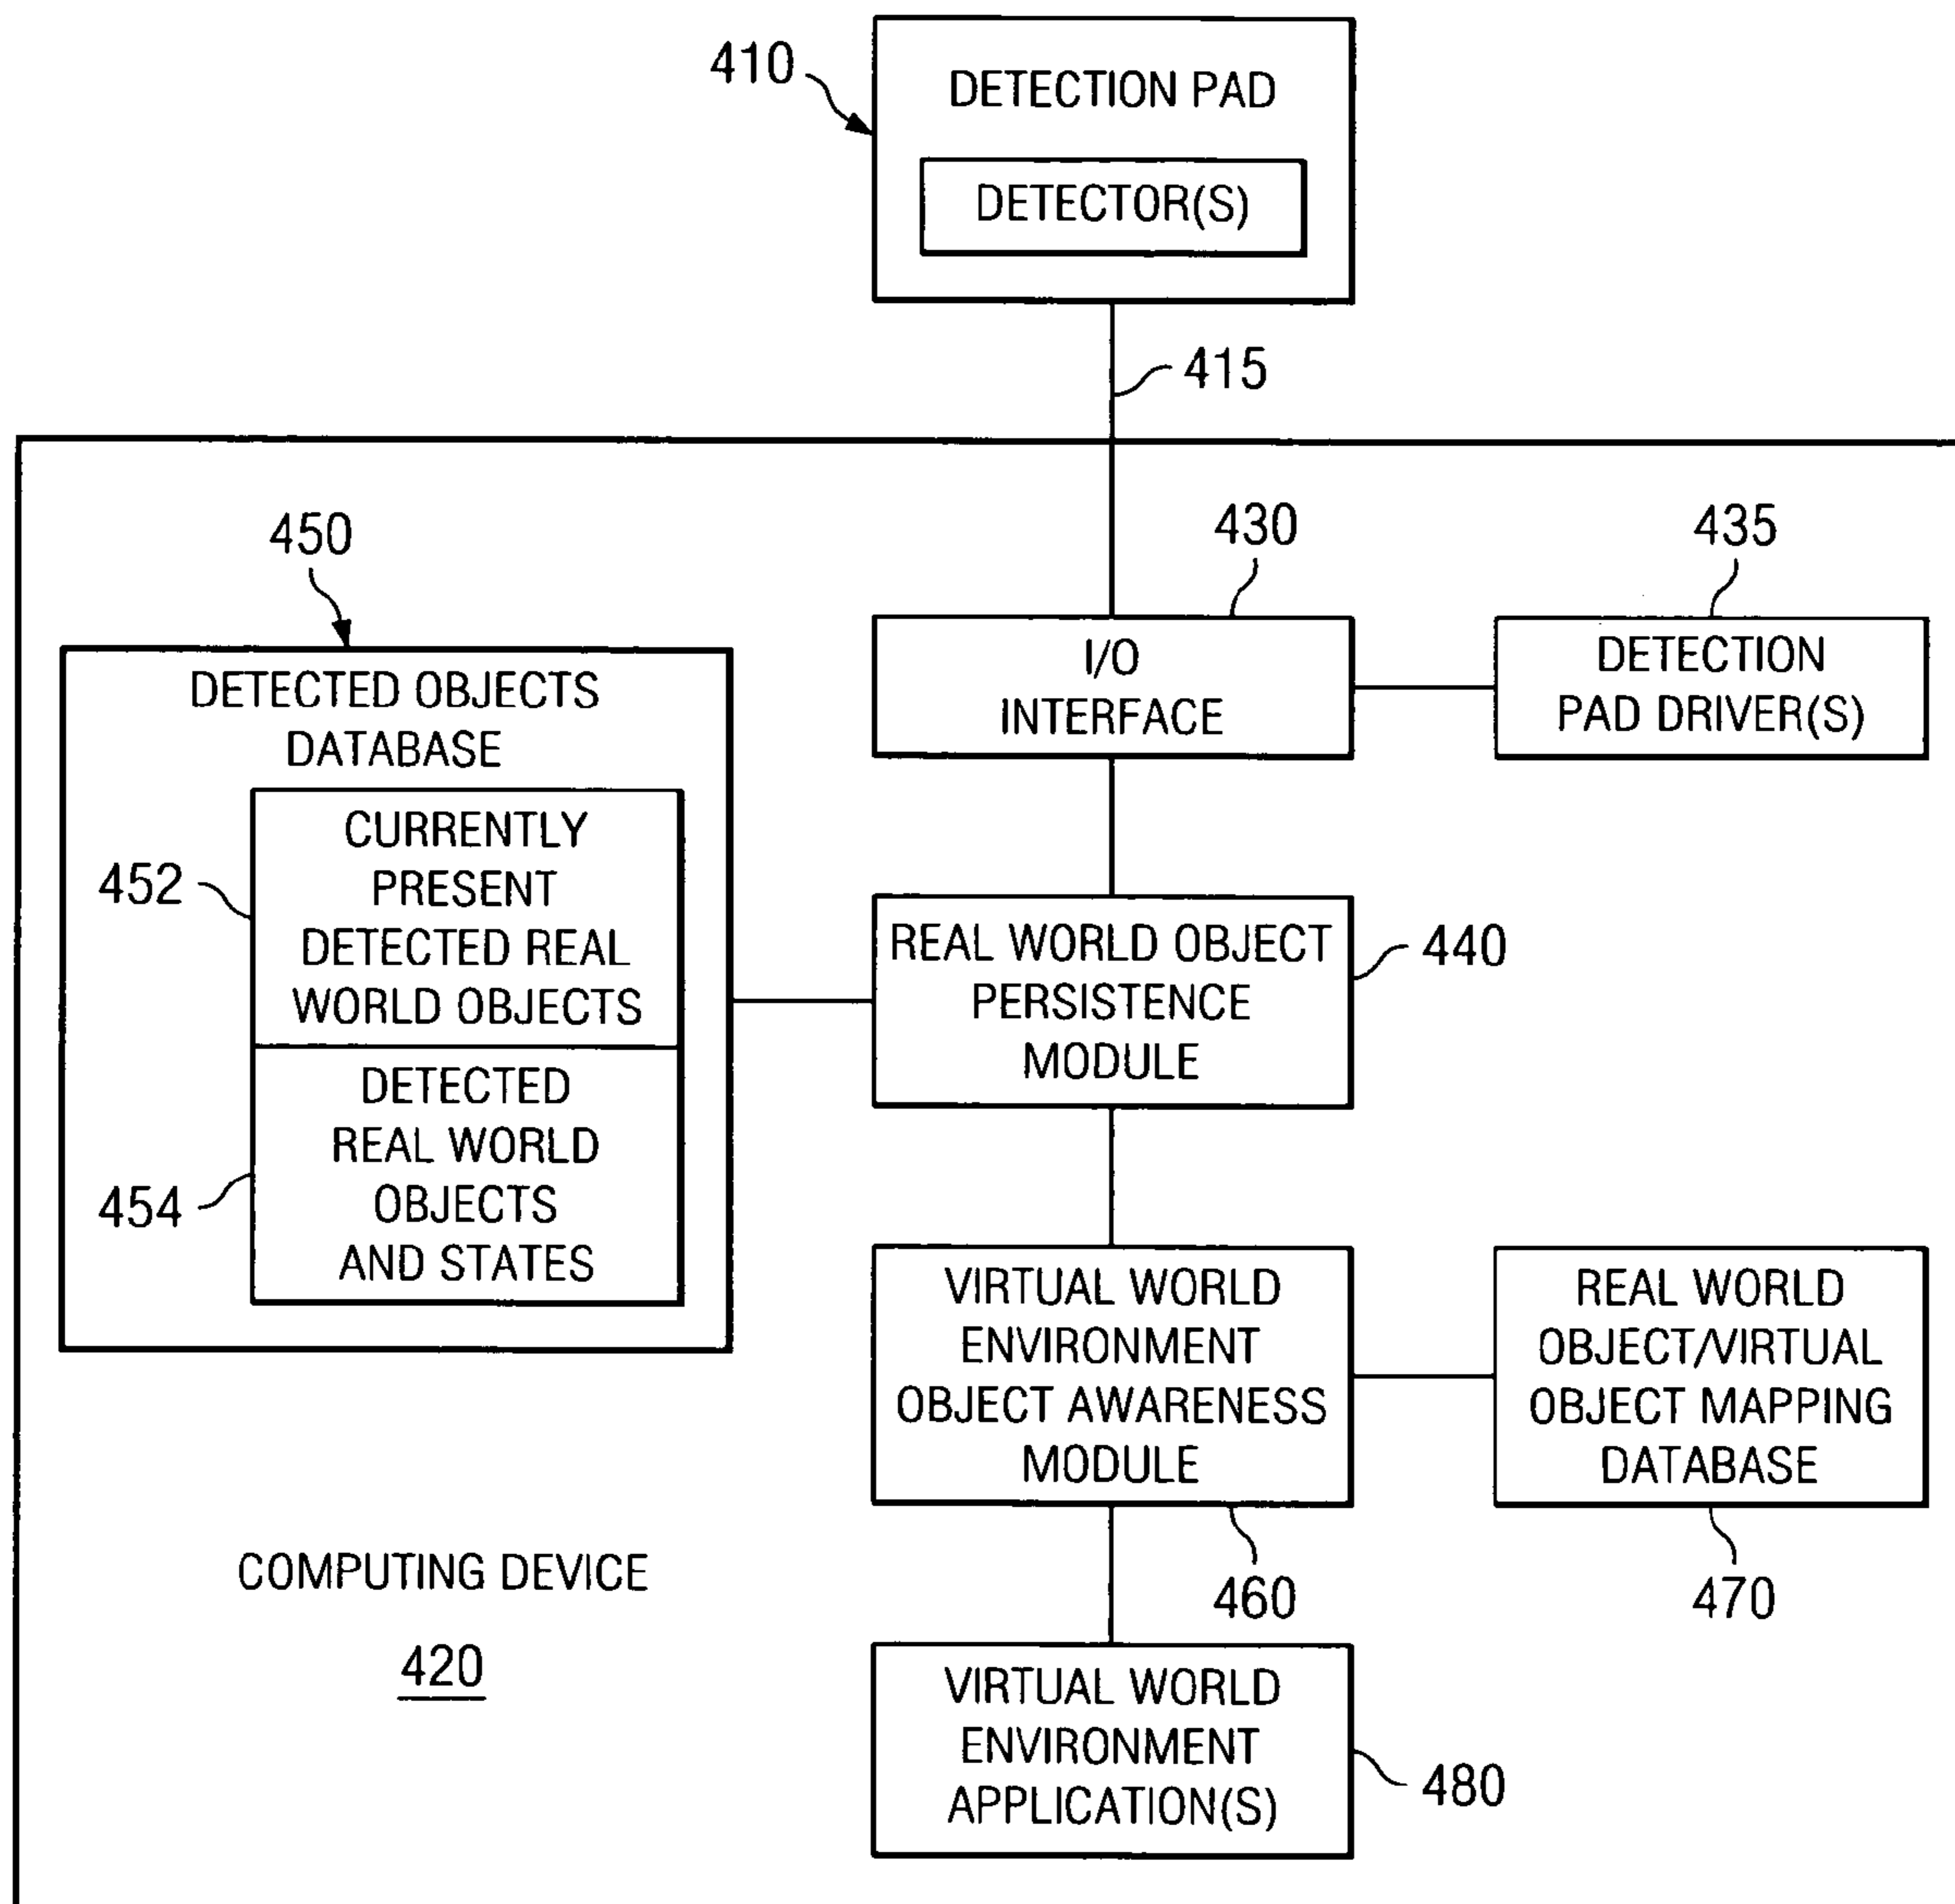 410
DETECTION PAD
DETECTOR(S)
415
450
430
435
DETECTED OBJECTS
DATABASE
I/O
INTERFACE
DETECTION
PAD DRIVER(S)
452
CURRENTLY
PRESENT
DETECTED REAL
WORLD OBJECTS
REAL WORLD OBJECT
PERSISTENCE
MODULE
440
454
DETECTED
REAL WORLD
OBJECTS
AND STATES
VIRTUAL WORLD
ENVIRONMENT
OBJECT AWARENESS
MODULE
REAL WORLD
OBJECT/VIRTUAL
OBJECT MAPPING
DATABASE
COMPUTING DEVICE
420
460
470
VIRTUAL WORLD
ENVIRONMENT
APPLICATION(S)
480